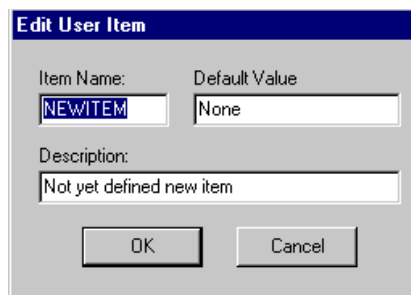 Edit User Item
Item Name: Default Value
NEWITEM None
Description:
Not yet defined new item
OK Cancel